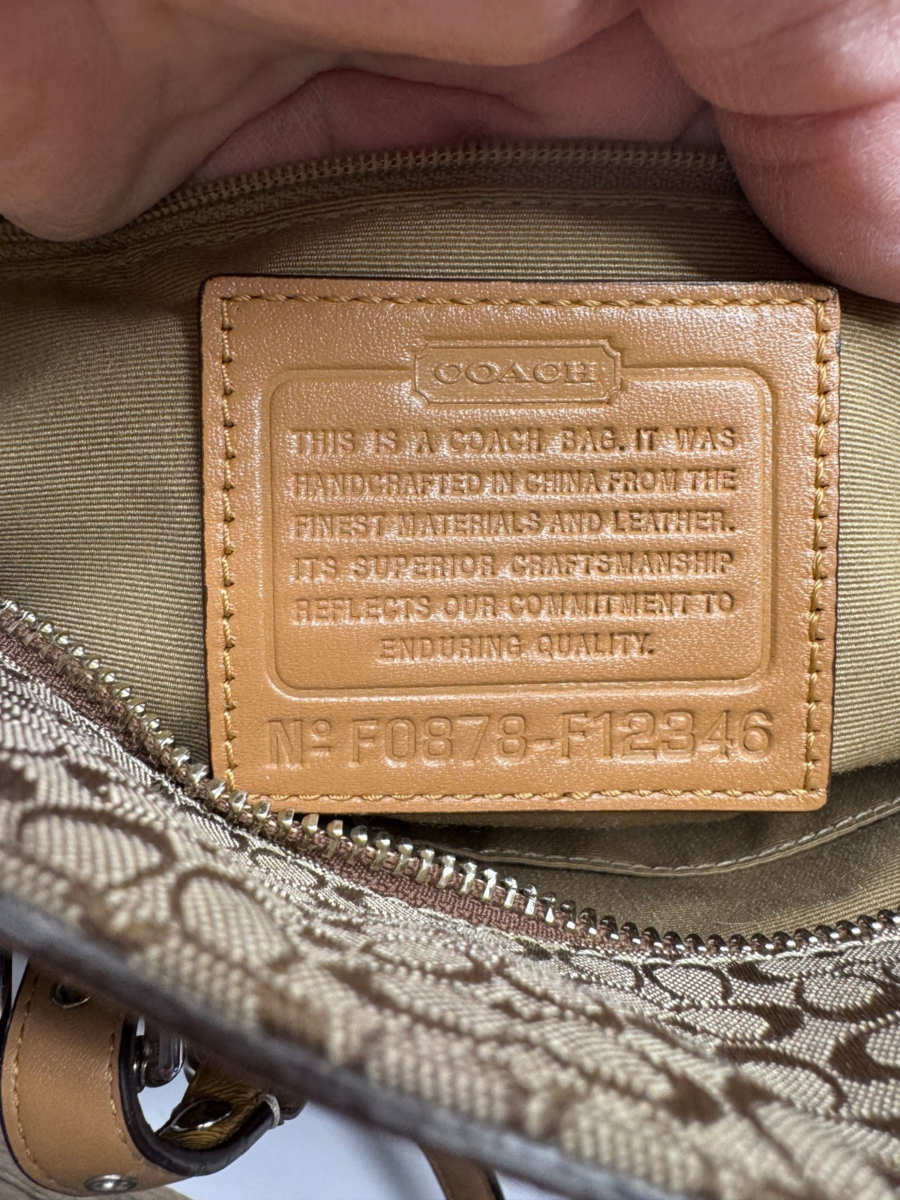 COACH
THIS IS A COACH BAG. IT WAS
HANDCRAFTED IN CHINA FROM THE
FINEST MATERIALS AND LEATHER.
ITS SUPERIOR CRAFTSMANSHIP
REFLECTS OUR COMMITMENT TO
ENDURING QUALITY.
Nº F0878-F12346